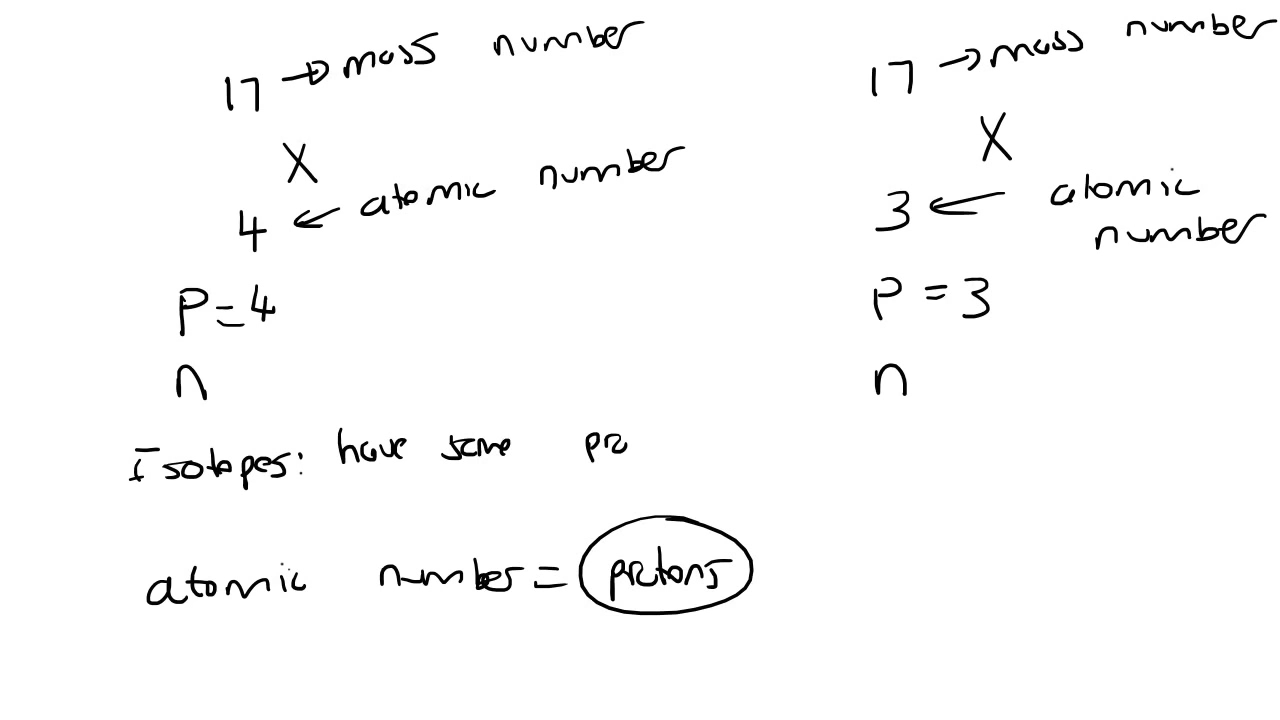 17 → mass number
X
4 ← atomic number
P = 4
n
17 → mass number
X
3 ← atomic
number
P = 3
n
Isotopes: have same pro
atomic number = protons